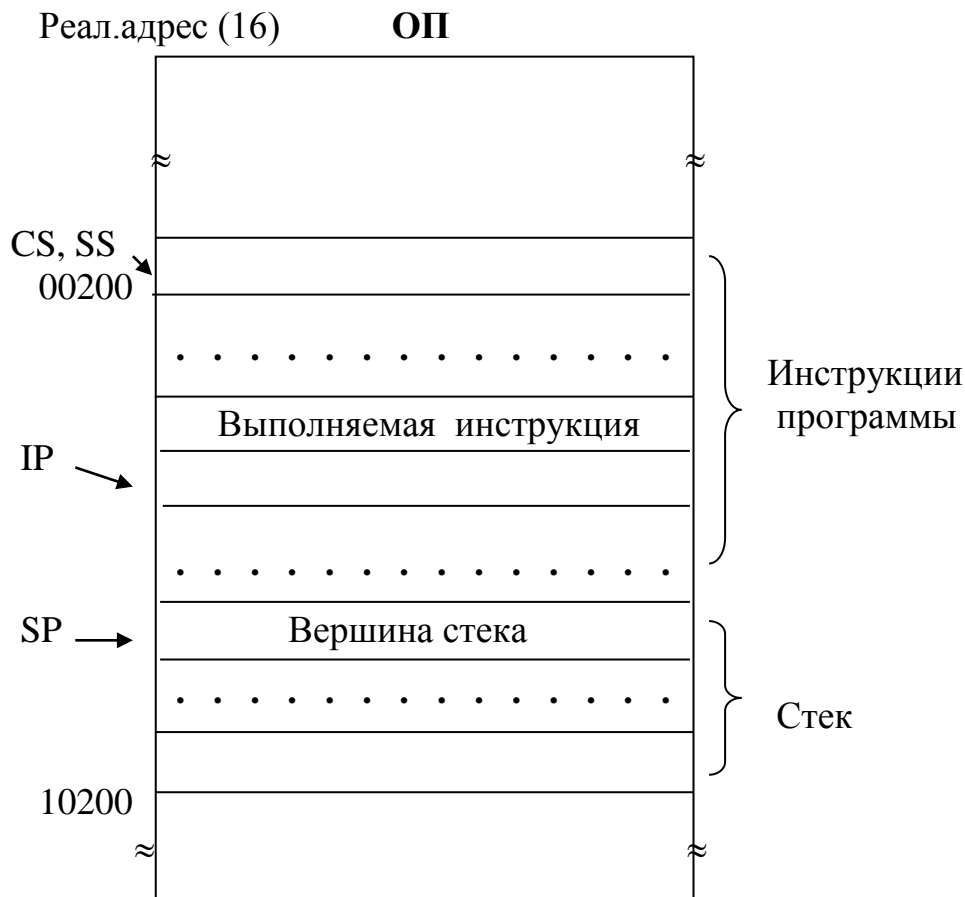 Реал.адрес (16) ОП
CS, SS
00200
Инструкции
программы
Выполняемая инструкция
IP
SP
Вершина стека
Стек
10200